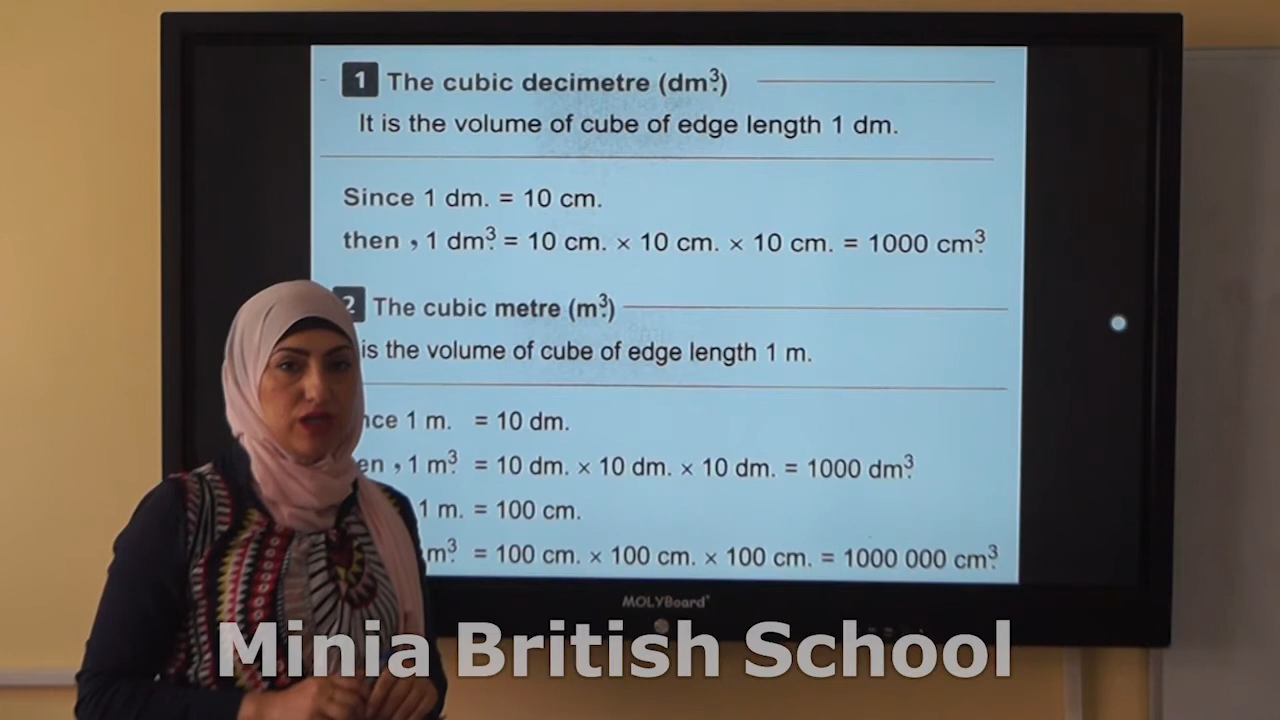 1 The cubic decimetre (dm³.)
It is the volume of cube of edge length 1 dm.
Since 1 dm. = 10 cm.
then , 1 dm³. = 10 cm. × 10 cm. × 10 cm. = 1000 cm³.
2 The cubic metre (m³.)
is the volume of cube of edge length 1 m.
1 m. = 10 dm.
, 1 m³. = 10 dm. × 10 dm. × 10 dm. = 1000 dm³.
1 m. = 100 cm.
m³. = 100 cm. × 100 cm. × 100 cm. = 1000 000 cm³.
MOLYBoard
Minia British School